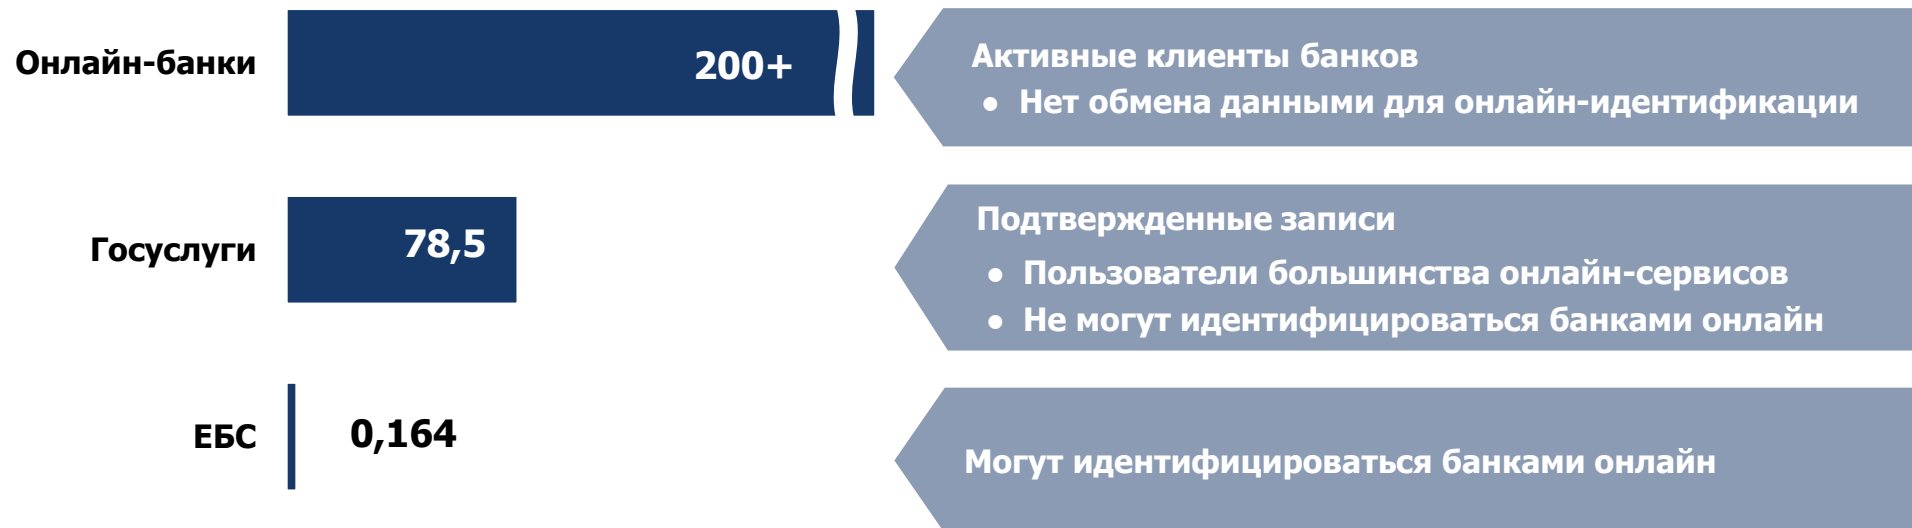 Онлайн-банки
200+
Активные клиенты банков
● Нет обмена данными для онлайн-идентификации
Госуслуги
78,5
Подтвержденные записи
● Пользователи большинства онлайн-сервисов
● Не могут идентифицироваться банками онлайн
ЕБС
0,164
Могут идентифицироваться банками онлайн